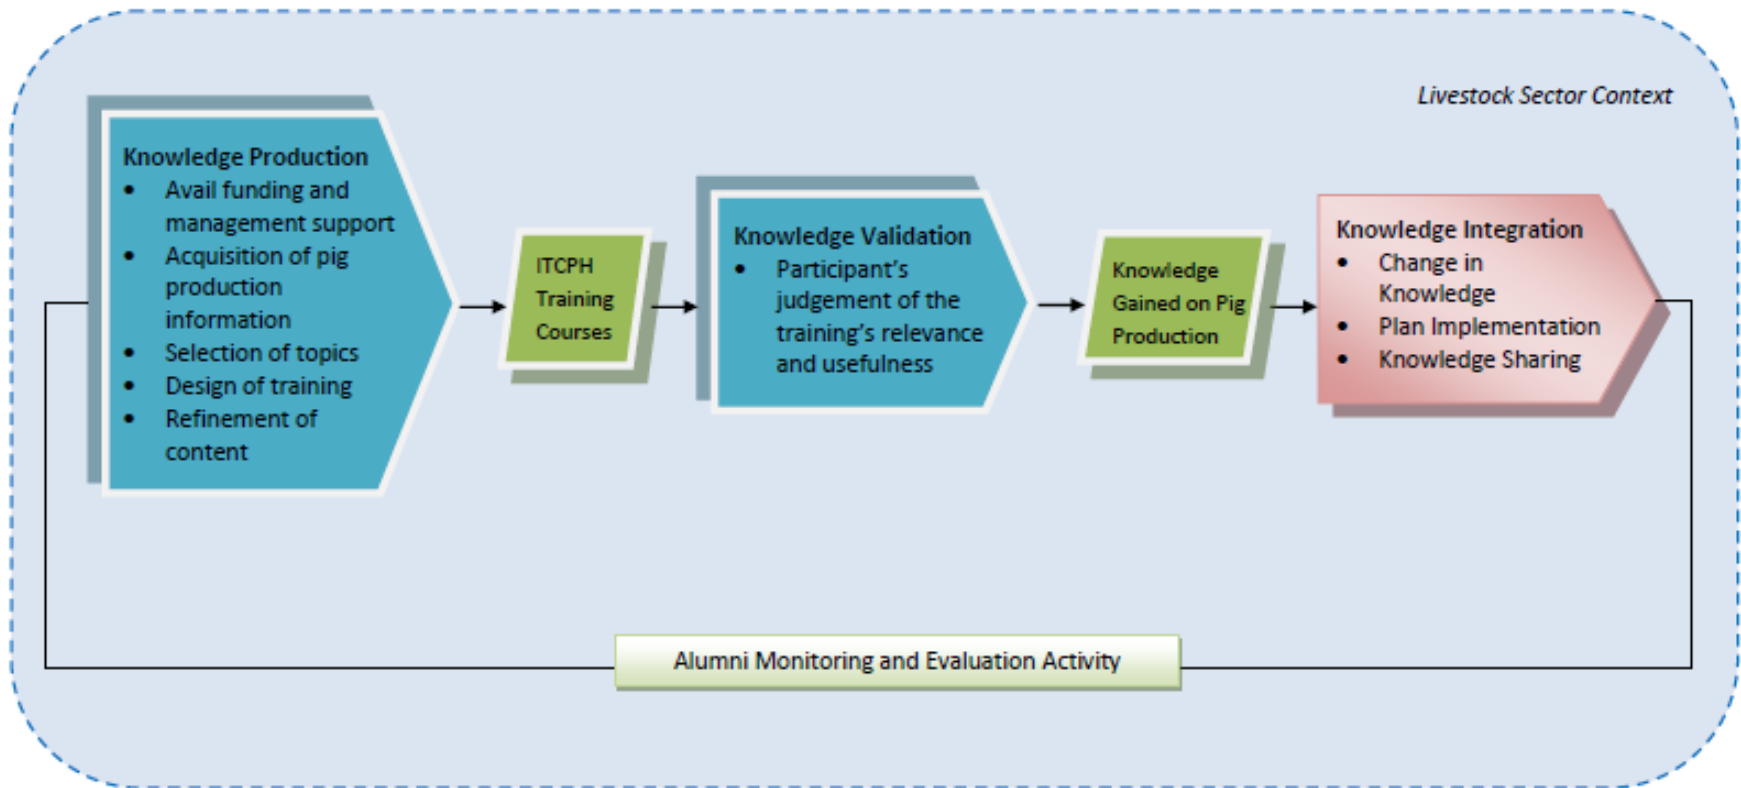 Livestock Sector Context
Knowledge Production
• Avail funding and
management support
• Acquisition of pig
production
information
• Selection of topics
• Design of training
• Refinement of
content
ITCPH
Training
Courses
Knowledge Validation
• Participant's
judgement of the
training's relevance
and usefulness
Knowledge
Gained on Pig
Production
Knowledge Integration
• Change in
Knowledge
• Plan Implementation
• Knowledge Sharing
Alumni Monitoring and Evaluation Activity